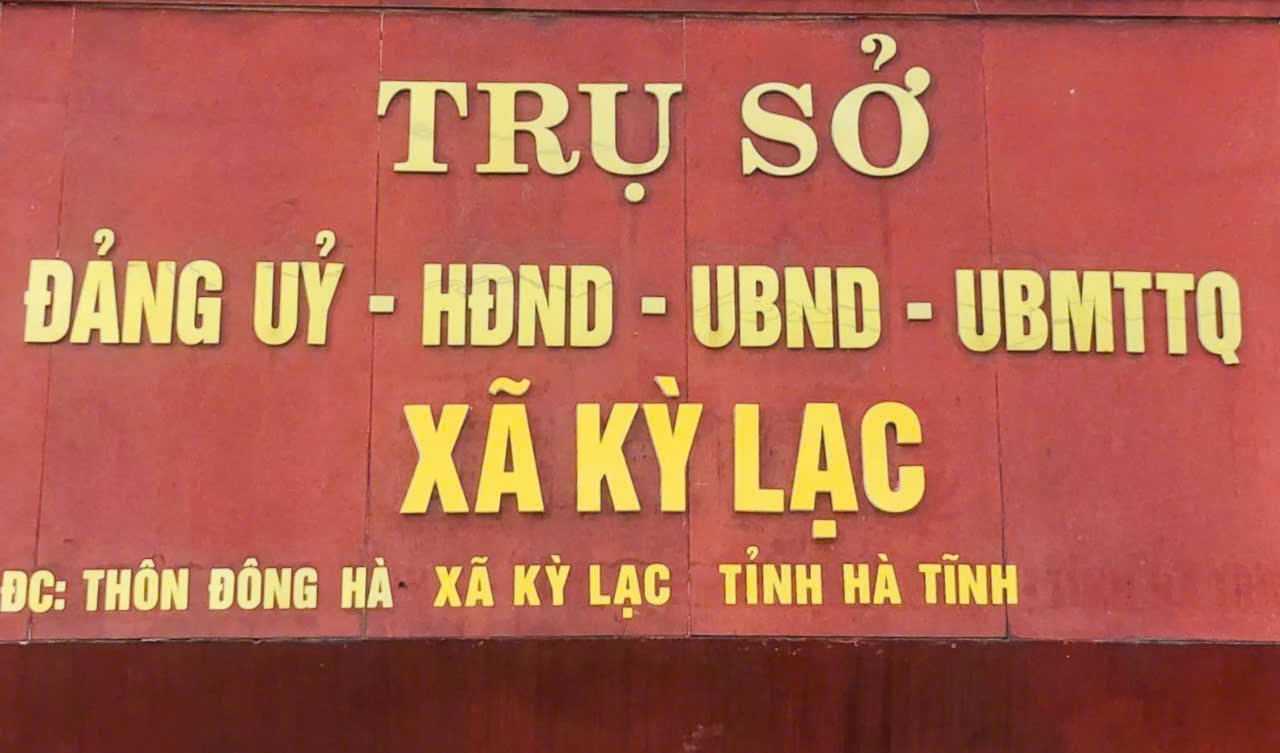 TRỤ SỞ
ĐẢNG UỶ - HĐND - UBND - UBMTTQ
XÃ KỲ LẠC
ĐC: THÔN ĐÔNG HÀ XÃ KỲ LẠC TỈNH HÀ TĨNH